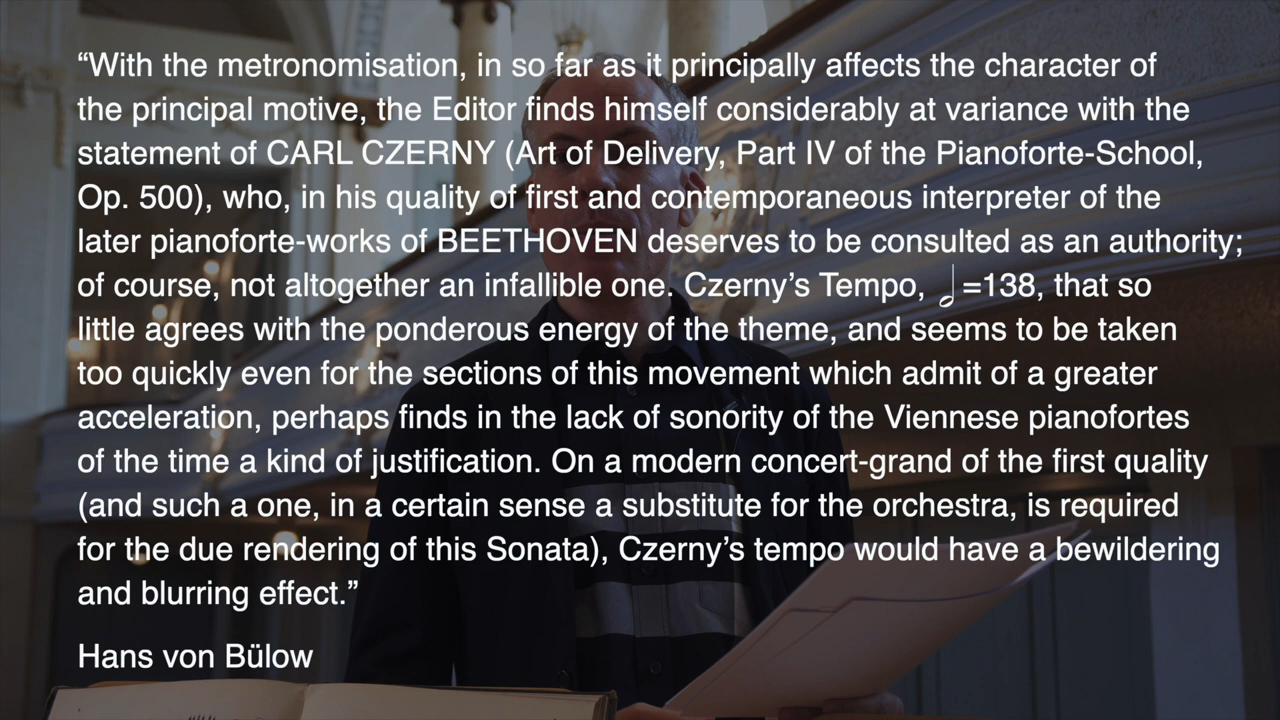 “With the metronomisation, in so far as it principally affects the character of
the principal motive, the Editor finds himself considerably at variance with the
statement of CARL CZERNY (Art of Delivery, Part IV of the Pianoforte-School,
Op. 500), who, in his quality of first and contemporaneous interpreter of the
later pianoforte-works of BEETHOVEN deserves to be consulted as an authority;
of course, not altogether an infallible one. Czerny’s Tempo, 𝅗𝅥 =138, that so
little agrees with the ponderous energy of the theme, and seems to be taken
too quickly even for the sections of this movement which admit of a greater
acceleration, perhaps finds in the lack of sonority of the Viennese pianofortes
of the time a kind of justification. On a modern concert-grand of the first quality
(and such a one, in a certain sense a substitute for the orchestra, is required
for the due rendering of this Sonata), Czerny’s tempo would have a bewildering
and blurring effect.”
Hans von Bülow